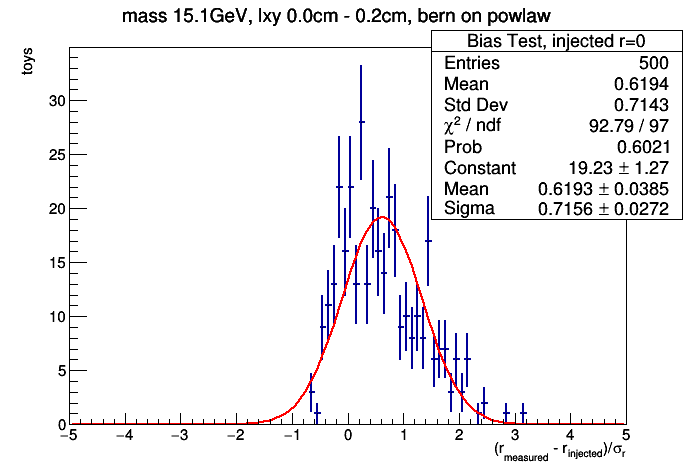 mass 15.1GeV, lxy 0.0cm - 0.2cm, bern on powlaw
Bias Test, injected r=0
Entries 500
Mean 0.6194
Std Dev 0.7143
χ² / ndf 92.79 / 97
Prob 0.6021
Constant 19.23 ± 1.27
Mean 0.6193 ± 0.0385
Sigma 0.7156 ± 0.0272
toys
30
25
20
15
10
5
0
−5 −4 −3 −2 −1 0 1 2 3 4 5
(r_measured - r_injected)/σ_r